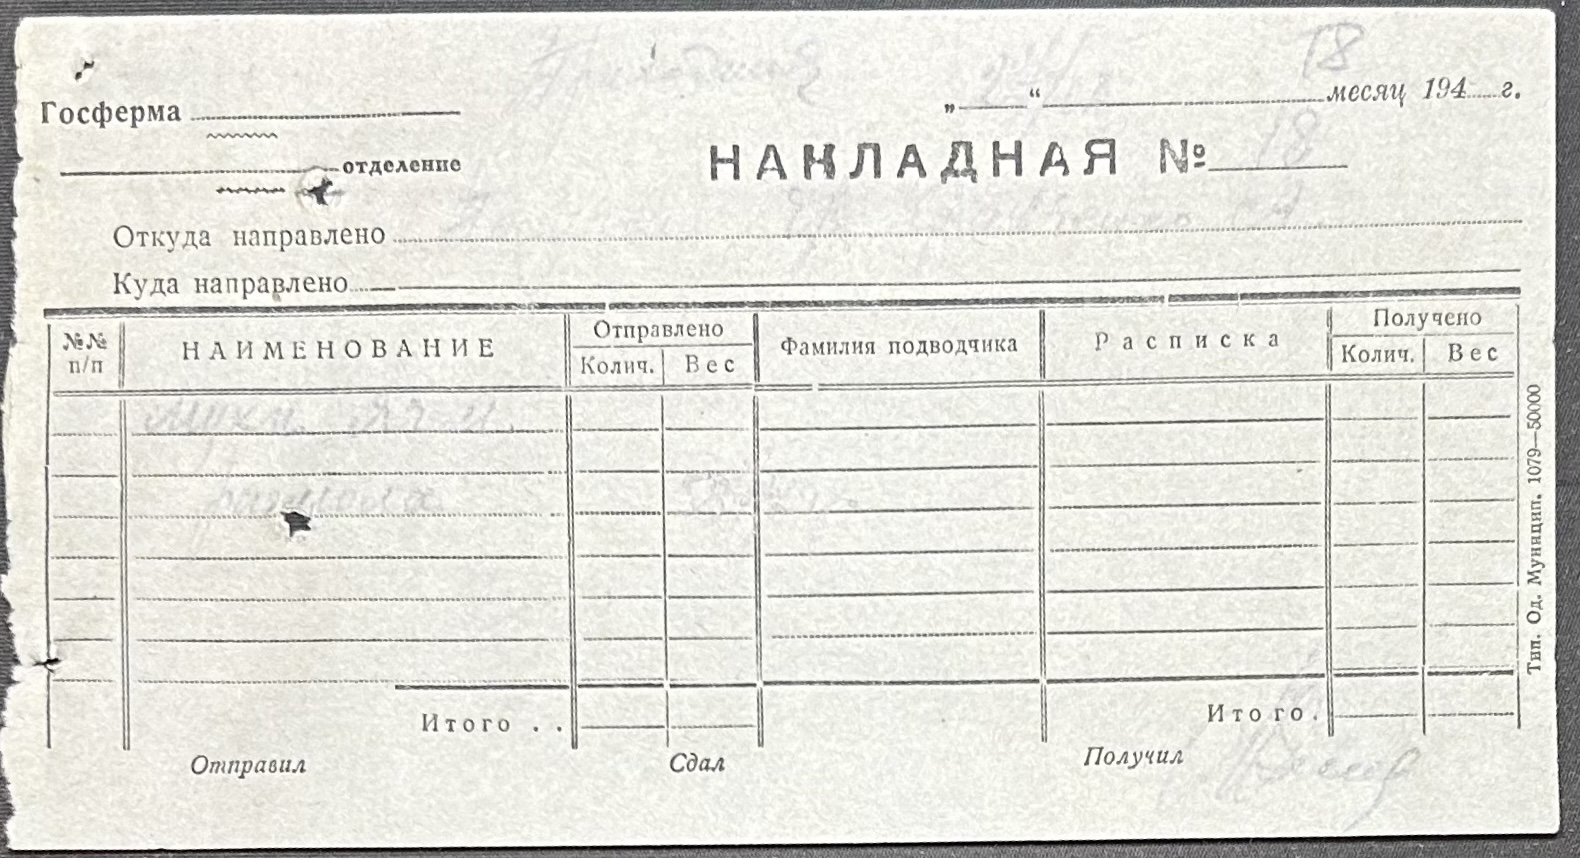 Госферма
„ “ месяц 194 г.
отделение
НАКЛАДНАЯ № 18
Откуда направлено
Куда направлено
№№ п/п
НАИМЕНОВАНИЕ
Отправлено
Колич. Вес
Фамилия подводчика
Расписка
Получено
Колич. Вес
Итого . .
Итого.
Отправил
Сдал
Получил
Тип. Од. Муницип. 1079—50000